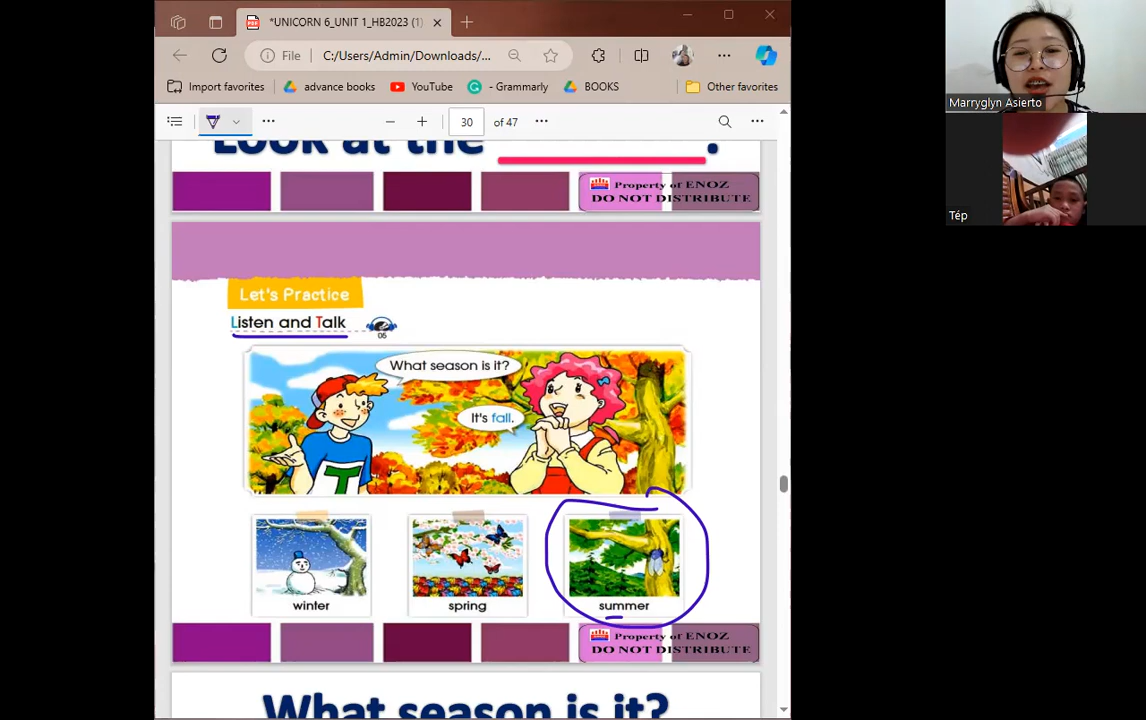 *UNICORN 6_UNIT 1_HB2023 (1)
File C:/Users/Admin/Downloads/...
Import favorites advance books YouTube - Grammarly BOOKS Other favorites
30 of 47
Look at the ________.
Property of ENOZ
DO NOT DISTRIBUTE
Let's Practice
Listen and Talk
05
What season is it?
It's fall.
winter spring summer
Property of ENOZ
DO NOT DISTRIBUTE
What season is it?
Marryglyn Asierto
Tép